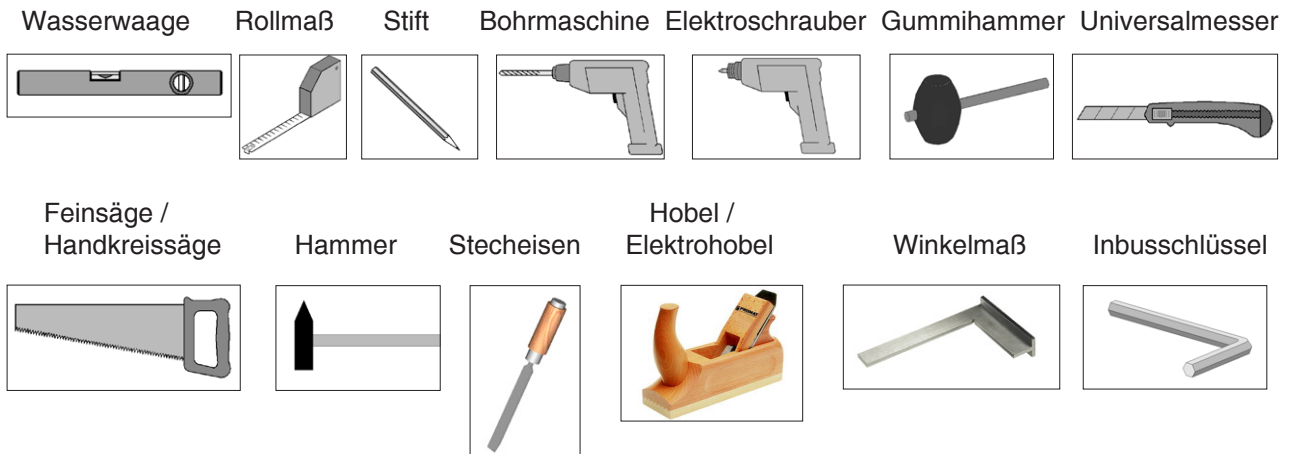 Wasserwaage Rollmaß Stift Bohrmaschine Elektroschrauber Gummihammer Universalmesser
Feinsäge / Hobel /
Handkreissäge Hammer Stecheisen Elektrohobel Winkelmaß Inbusschlüssel